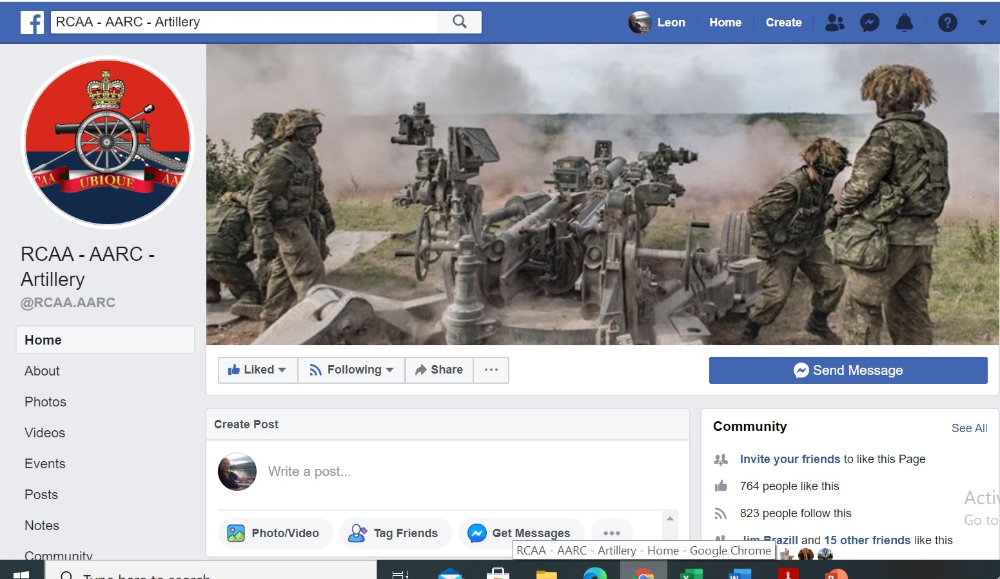 RCAA - AARC - Artillery
Leon
Home
Create
CAA UBIQUE AA
RCAA - AARC -
Artillery
@RCAA.AARC
Home
About
Photos
Videos
Events
Posts
Notes
Community
Liked
Following
Share
Send Message
Create Post
Write a post...
Photo/Video
Tag Friends
Get Messages
Community
See All
Invite your friends to like this Page
764 people like this
823 people follow this
Jim Brazill and 15 other friends like this
Go to
RCAA - AARC - Artillery - Home - Google Chrome
Type here to search